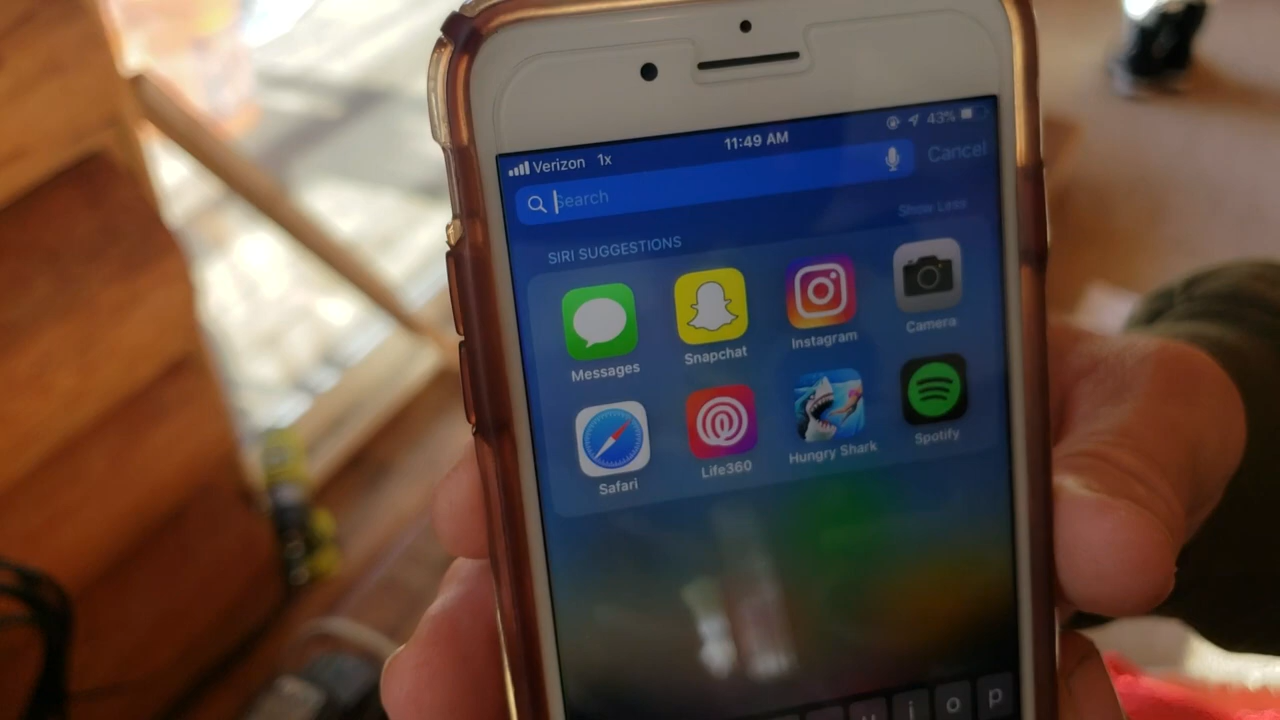 Verizon 1x 11:49 AM 43%
Search Cancel
SIRI SUGGESTIONS Show Less
Messages Snapchat Instagram Camera
Safari Life360 Hungry Shark Spotify
u i o p